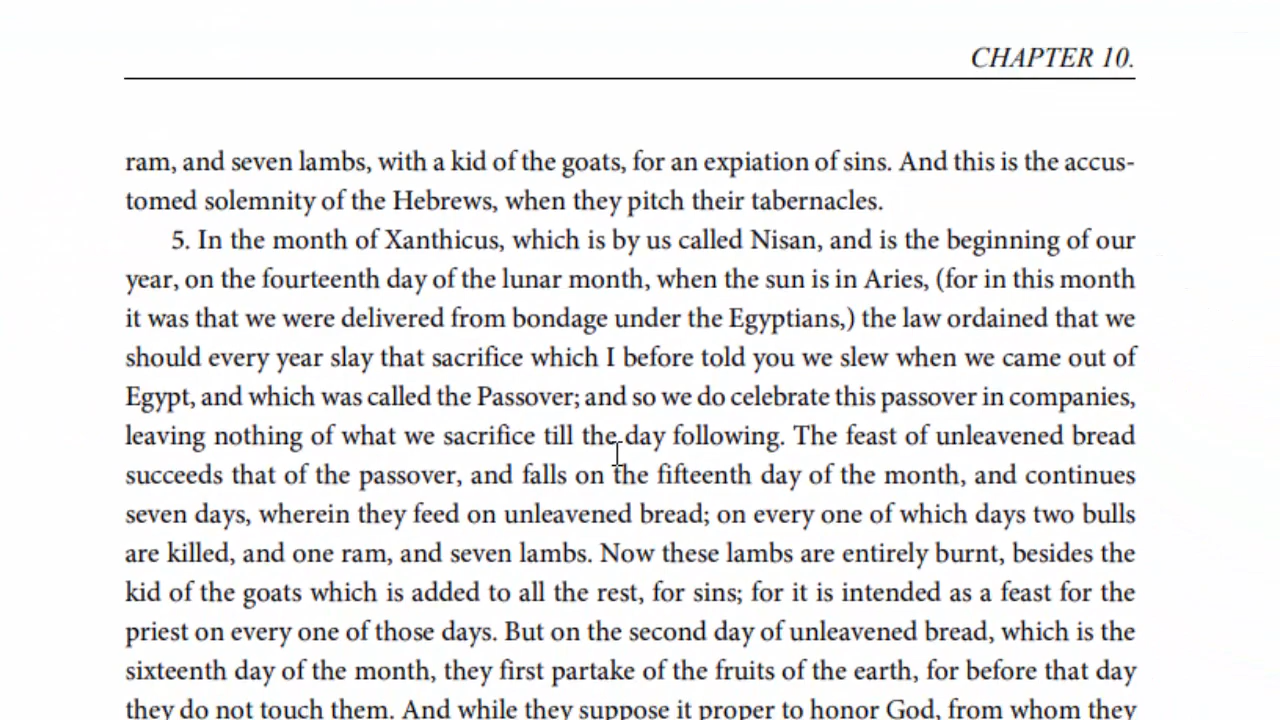 CHAPTER 10.
ram, and seven lambs, with a kid of the goats, for an expiation of sins. And this is the accus-
tomed solemnity of the Hebrews, when they pitch their tabernacles.
5. In the month of Xanthicus, which is by us called Nisan, and is the beginning of our
year, on the fourteenth day of the lunar month, when the sun is in Aries, (for in this month
it was that we were delivered from bondage under the Egyptians,) the law ordained that we
should every year slay that sacrifice which I before told you we slew when we came out of
Egypt, and which was called the Passover; and so we do celebrate this passover in companies,
leaving nothing of what we sacrifice till the day following. The feast of unleavened bread
succeeds that of the passover, and falls on the fifteenth day of the month, and continues
seven days, wherein they feed on unleavened bread; on every one of which days two bulls
are killed, and one ram, and seven lambs. Now these lambs are entirely burnt, besides the
kid of the goats which is added to all the rest, for sins; for it is intended as a feast for the
priest on every one of those days. But on the second day of unleavened bread, which is the
sixteenth day of the month, they first partake of the fruits of the earth, for before that day
they do not touch them. And while they suppose it proper to honor God, from whom they